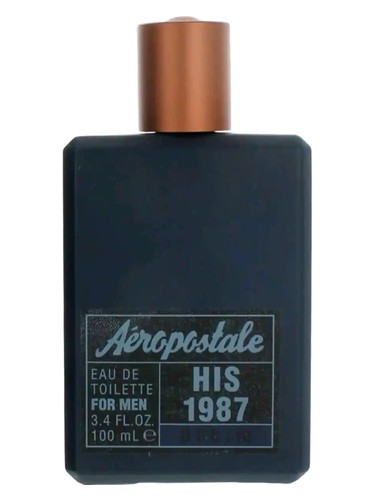 Aéropostale
EAU DE
TOILETTE
FOR MEN
3.4 FL.OZ.
100 mL ℮
HIS
1987